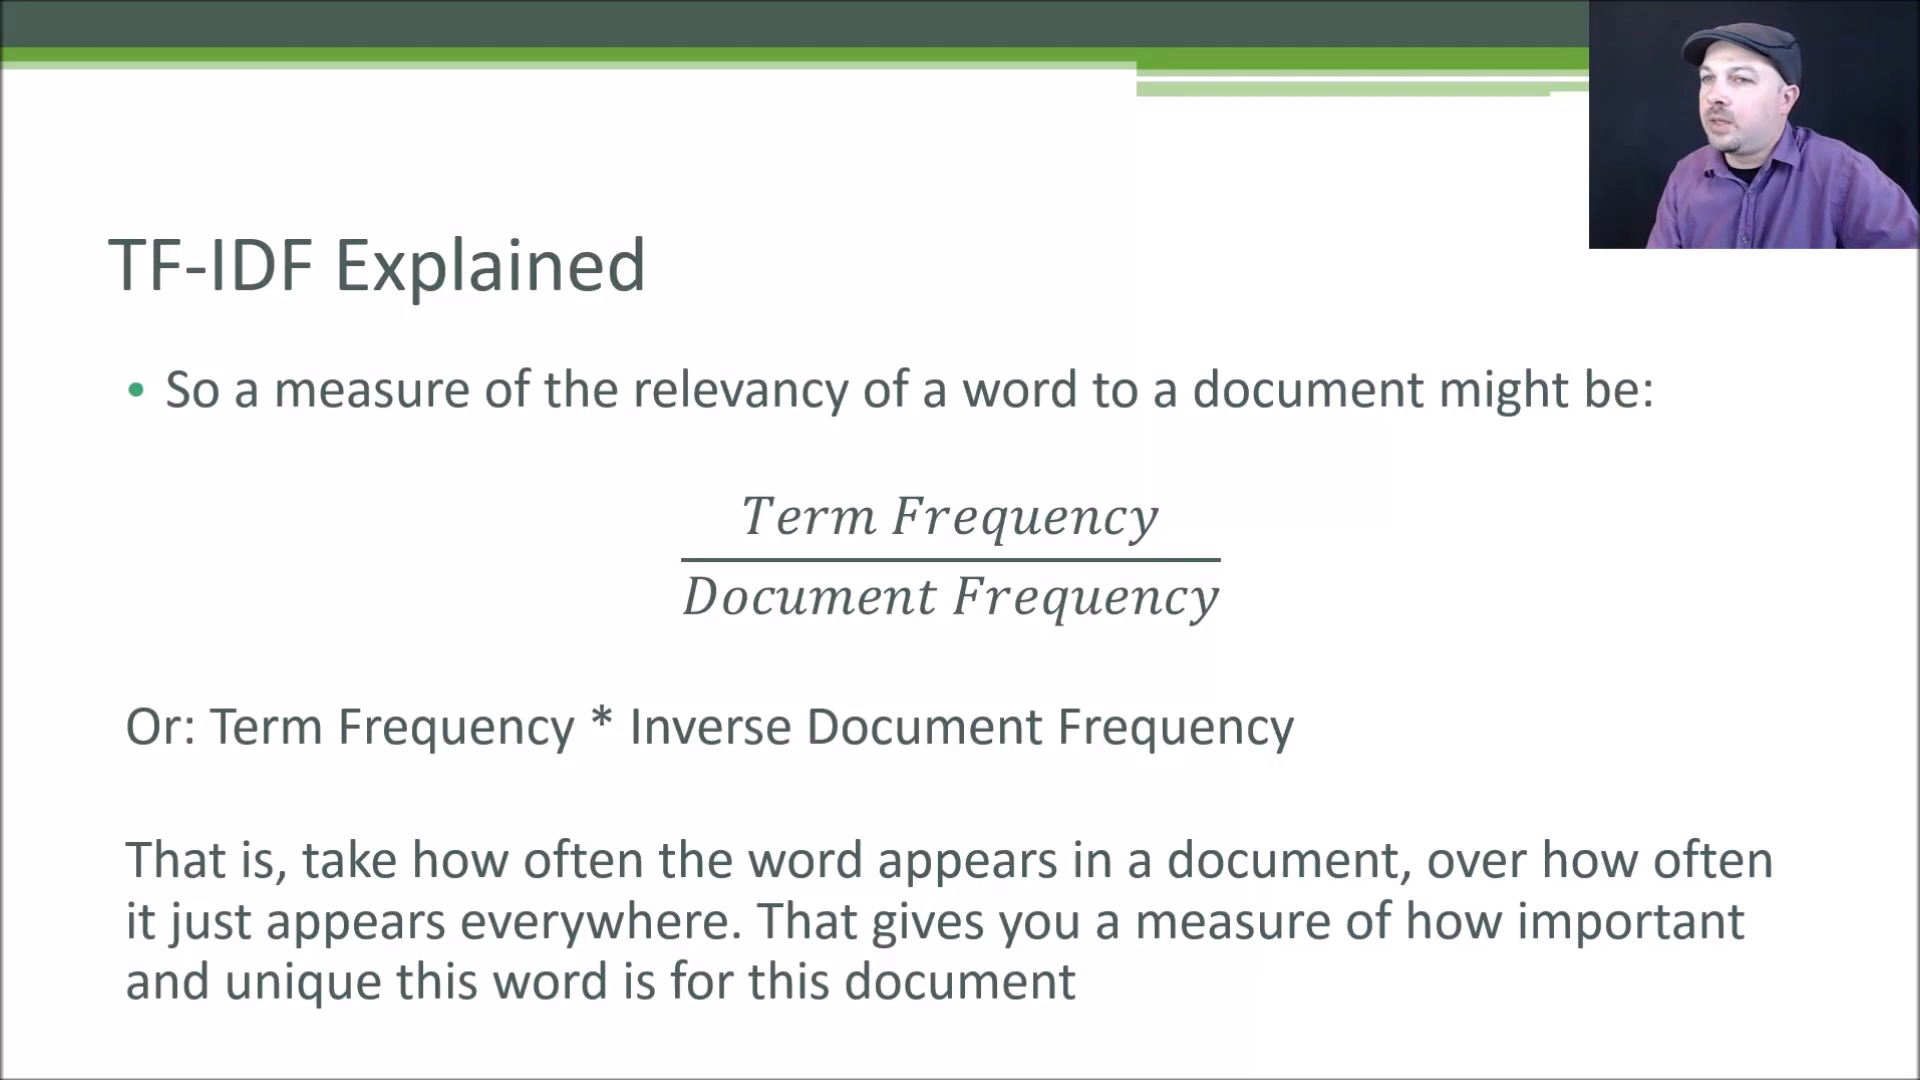 TF-IDF Explained
• So a measure of the relevancy of a word to a document might be:
Term Frequency
Document Frequency
Or: Term Frequency * Inverse Document Frequency
That is, take how often the word appears in a document, over how often
it just appears everywhere. That gives you a measure of how important
and unique this word is for this document